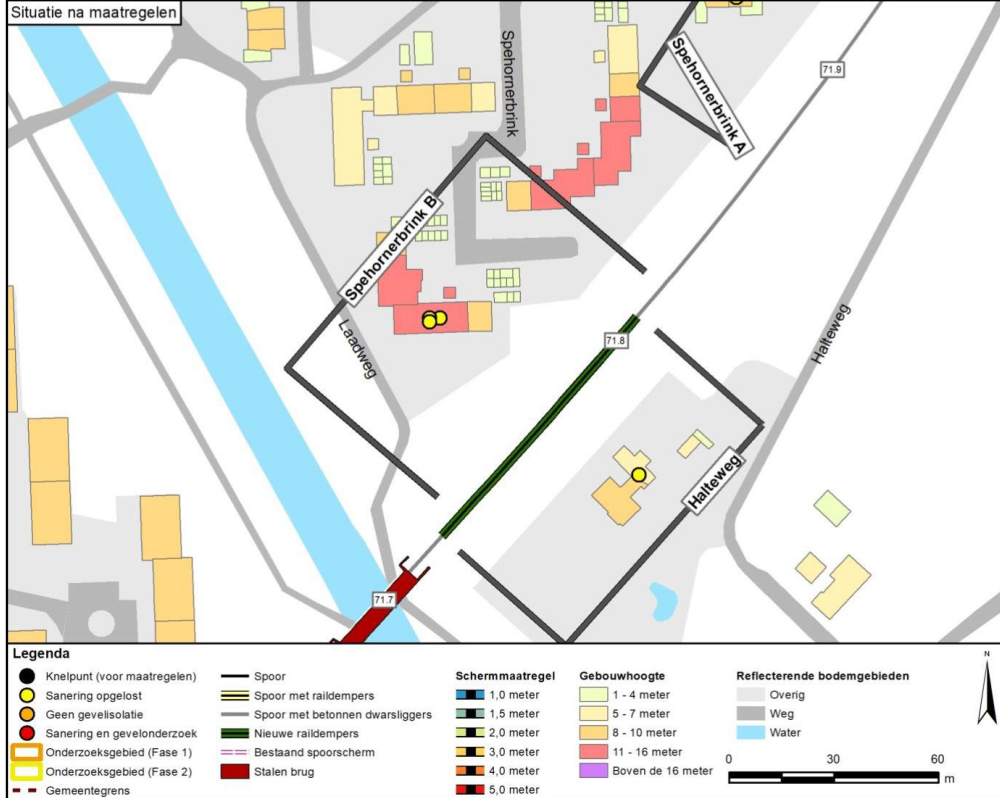 Situatie na maatregelen
Spehornerbrink
Spehornerbrink A
71.9
Spehornerbrink B
Laadweg
71.8
Halteweg
Halteweg
71.7
Legenda
Knelpunt (voor maatregelen)
Sanering opgelost
Geen gevelisolatie
Sanering en gevelonderzoek
Onderzoeksgebied (Fase 1)
Onderzoeksgebied (Fase 2)
Gemeentegrens
Spoor
Spoor met raildempers
Spoor met betonnen dwarsliggers
Nieuwe raildempers
Bestaand spoorscherm
Stalen brug
Schermmaatregel
1,0 meter
1,5 meter
2,0 meter
3,0 meter
4,0 meter
5,0 meter
Gebouwhoogte
1 - 4 meter
5 - 7 meter
8 - 10 meter
11 - 16 meter
Boven de 16 meter
Reflecterende bodemgebieden
Overig
Weg
Water
N
0 30 60
m